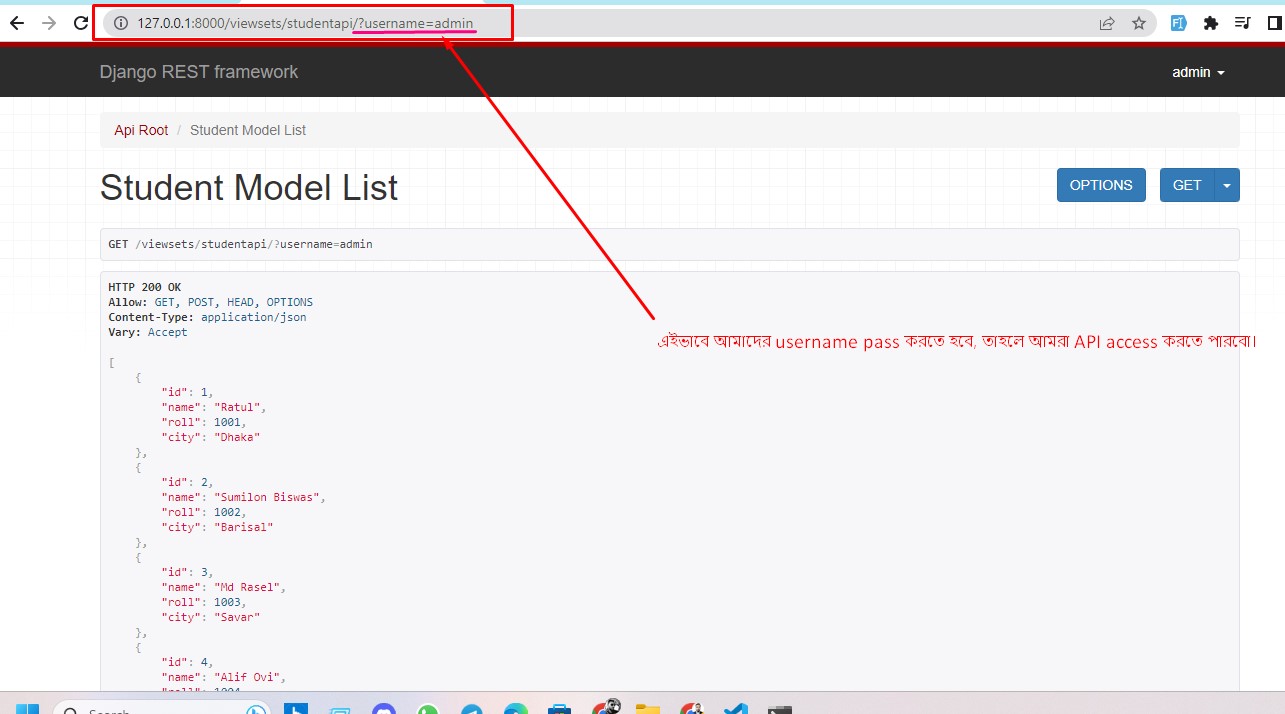 127.0.0.1:8000/viewsets/studentapi/?username=admin
Django REST framework
admin
Api Root / Student Model List
Student Model List
OPTIONS
GET
GET /viewsets/studentapi/?username=admin
HTTP 200 OK
Allow: GET, POST, HEAD, OPTIONS
Content-Type: application/json
Vary: Accept
এইভাবে আমাদের username pass করতে হবে, তাহলে আমরা API access করতে পারবো।
[
{
"id": 1,
"name": "Ratul",
"roll": 1001,
"city": "Dhaka"
},
{
"id": 2,
"name": "Sumilon Biswas",
"roll": 1002,
"city": "Barisal"
},
{
"id": 3,
"name": "Md Rasel",
"roll": 1003,
"city": "Savar"
},
{
"id": 4,
"name": "Alif Ovi",
"roll": 1004
Search